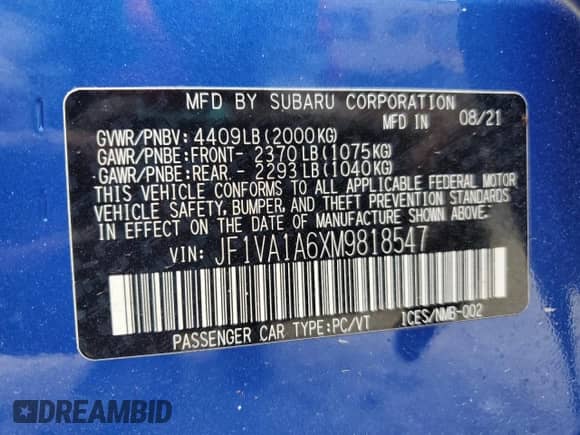 MFD BY SUBARU CORPORATION
MFD IN 08/21
GVWR/PNBV: 4409LB(2000KG)
GAWR/PNBE:FRONT- 2370LB(1075KG)
GAWR/PNBE:REAR.- 2293LB(1040KG)
THIS VEHICLE CONFORMS TO ALL APPLICABLE FEDERAL MOTOR
VEHICLE SAFETY, BUMPER, AND THEFT PREVENTION STANDARDS
IN EFFECT ON THE DATE OF MANUFACTURE SHOWN ABOVE.
VIN: JF1VA1A6XM9818547
PASSENGER CAR TYPE:PC/VT ICES/NMB-002
DREAMBID